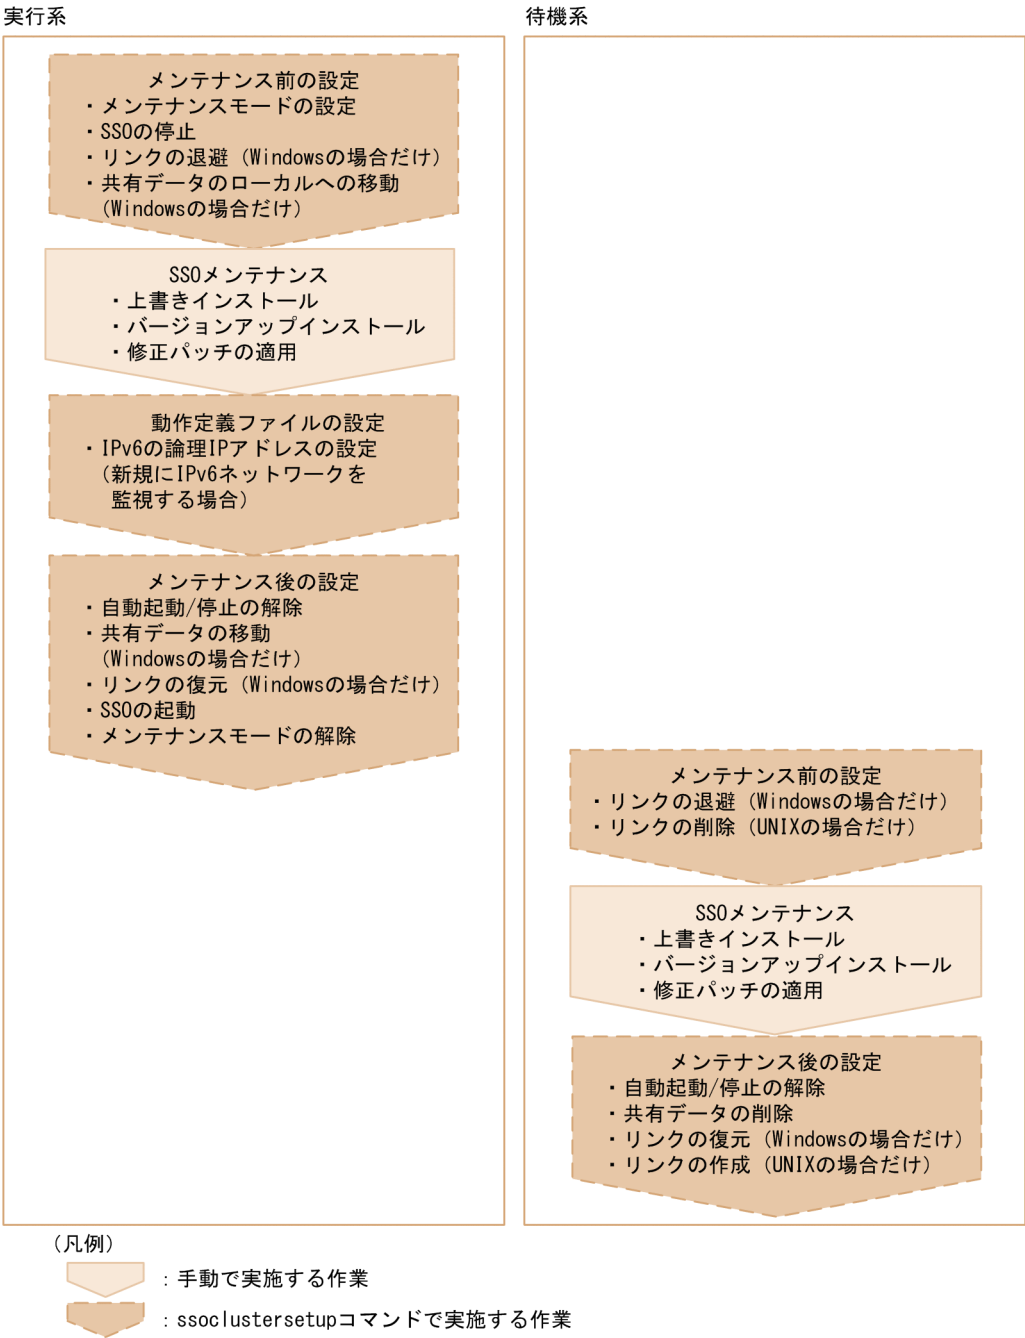 実行系
メンテナンス前の設定
・メンテナンスモードの設定
・SSOの停止
・リンクの退避（Windowsの場合だけ）
・共有データのローカルへの移動
（Windowsの場合だけ）
SSOメンテナンス
・上書きインストール
・バージョンアップインストール
・修正パッチの適用
動作定義ファイルの設定
・IPv6の論理IPアドレスの設定
（新規にIPv6ネットワークを
監視する場合）
メンテナンス後の設定
・自動起動/停止の解除
・共有データの移動
（Windowsの場合だけ）
・リンクの復元（Windowsの場合だけ）
・SSOの起動
・メンテナンスモードの解除
待機系
メンテナンス前の設定
・リンクの退避（Windowsの場合だけ）
・リンクの削除（UNIXの場合だけ）
SSOメンテナンス
・上書きインストール
・バージョンアップインストール
・修正パッチの適用
メンテナンス後の設定
・自動起動/停止の解除
・共有データの削除
・リンクの復元（Windowsの場合だけ）
・リンクの作成（UNIXの場合だけ）
（凡例）
：手動で実施する作業
：ssoclustersetupコマンドで実施する作業